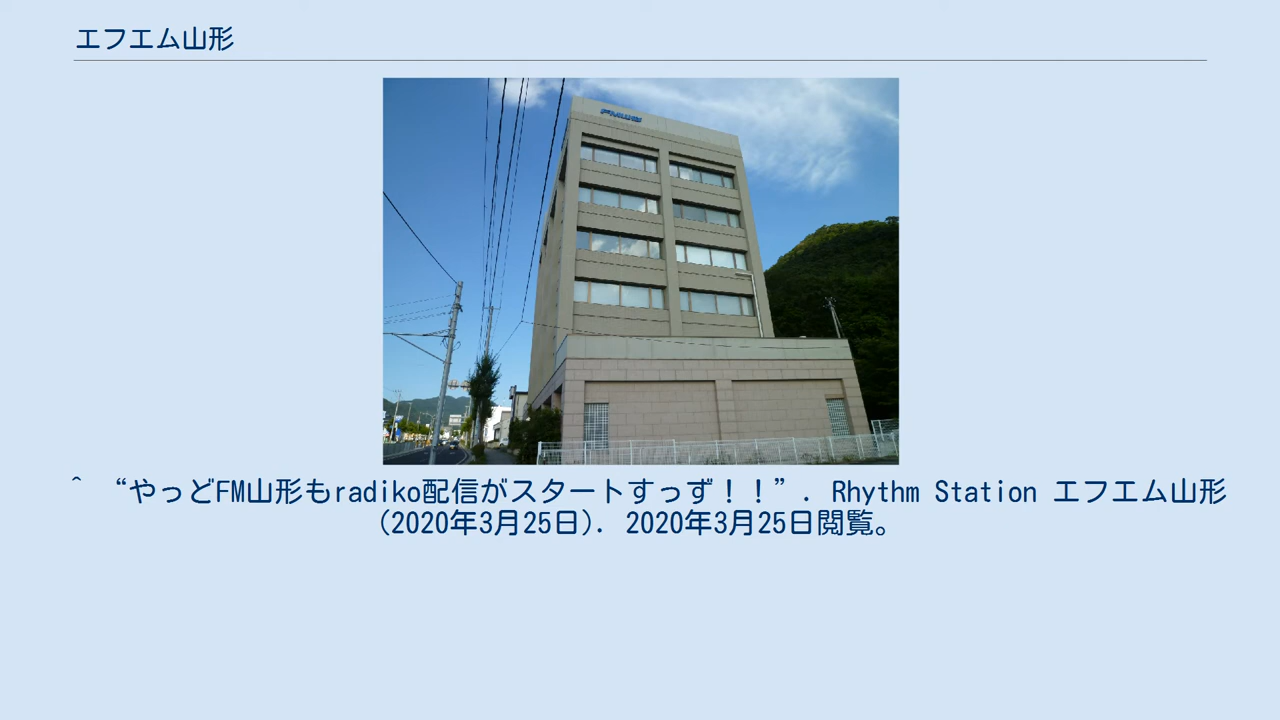 エフエム山形
^ “やっどFM山形もradiko配信がスタートすっず！！”. Rhythm Station エフエム山形
(2020年3月25日). 2020年3月25日閲覧。